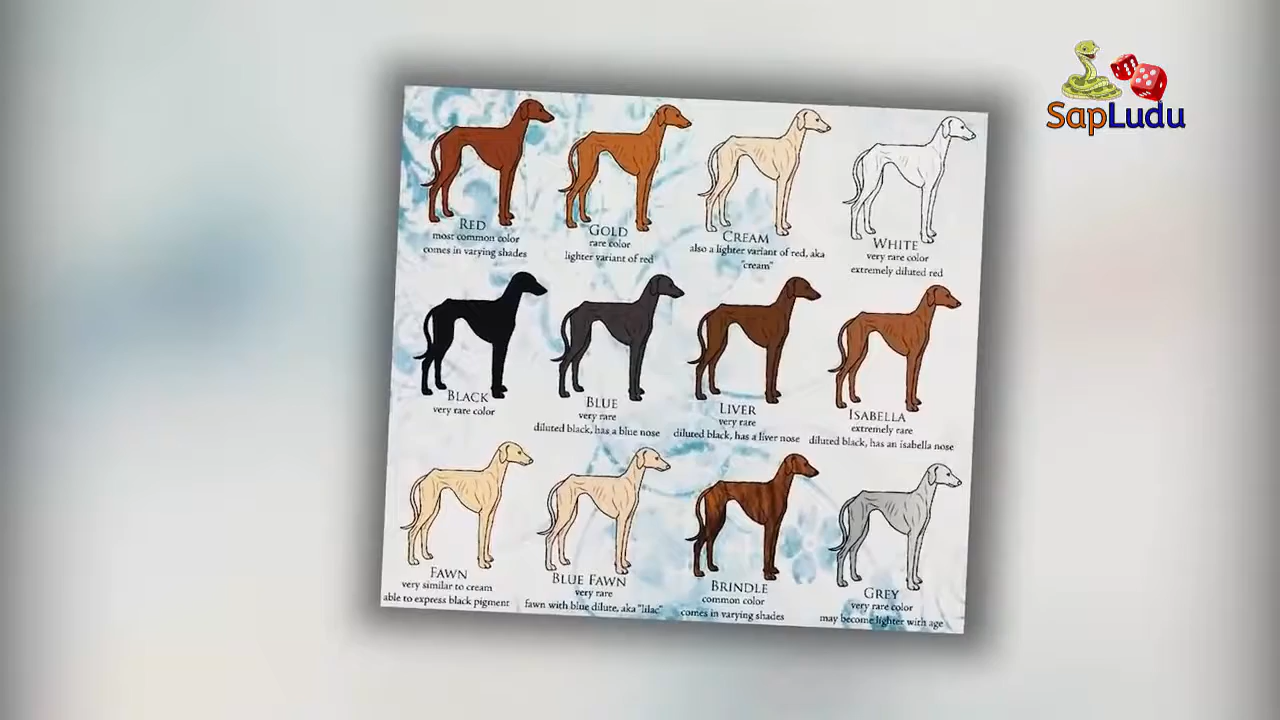 SapLudu
RED
most common color
comes in varying shades
GOLD
rare color
lighter variant of red
CREAM
also a lighter variant of red, aka
"cream"
WHITE
very rare color
extremely diluted red
BLACK
very rare color
BLUE
very rare
diluted black, has a blue nose
LIVER
very rare
diluted black, has a liver nose
ISABELLA
extremely rare
diluted black, has an isabella nose
FAWN
very similar to cream
able to express black pigment
BLUE FAWN
very rare
fawn with blue dilute, aka "lilac"
BRINDLE
common color
comes in varying shades
GREY
very rare color
may become lighter with age